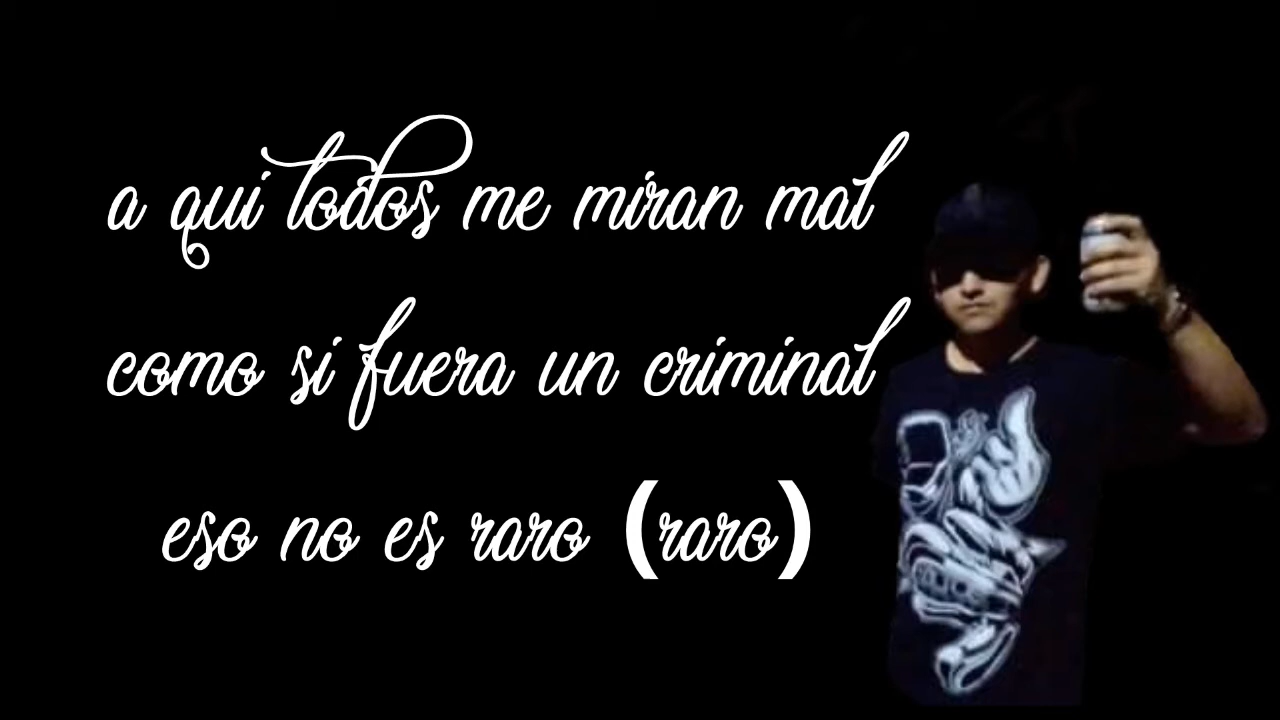 a qui todos me miran mal
como si fuera un criminal
eso no es raro (raro)